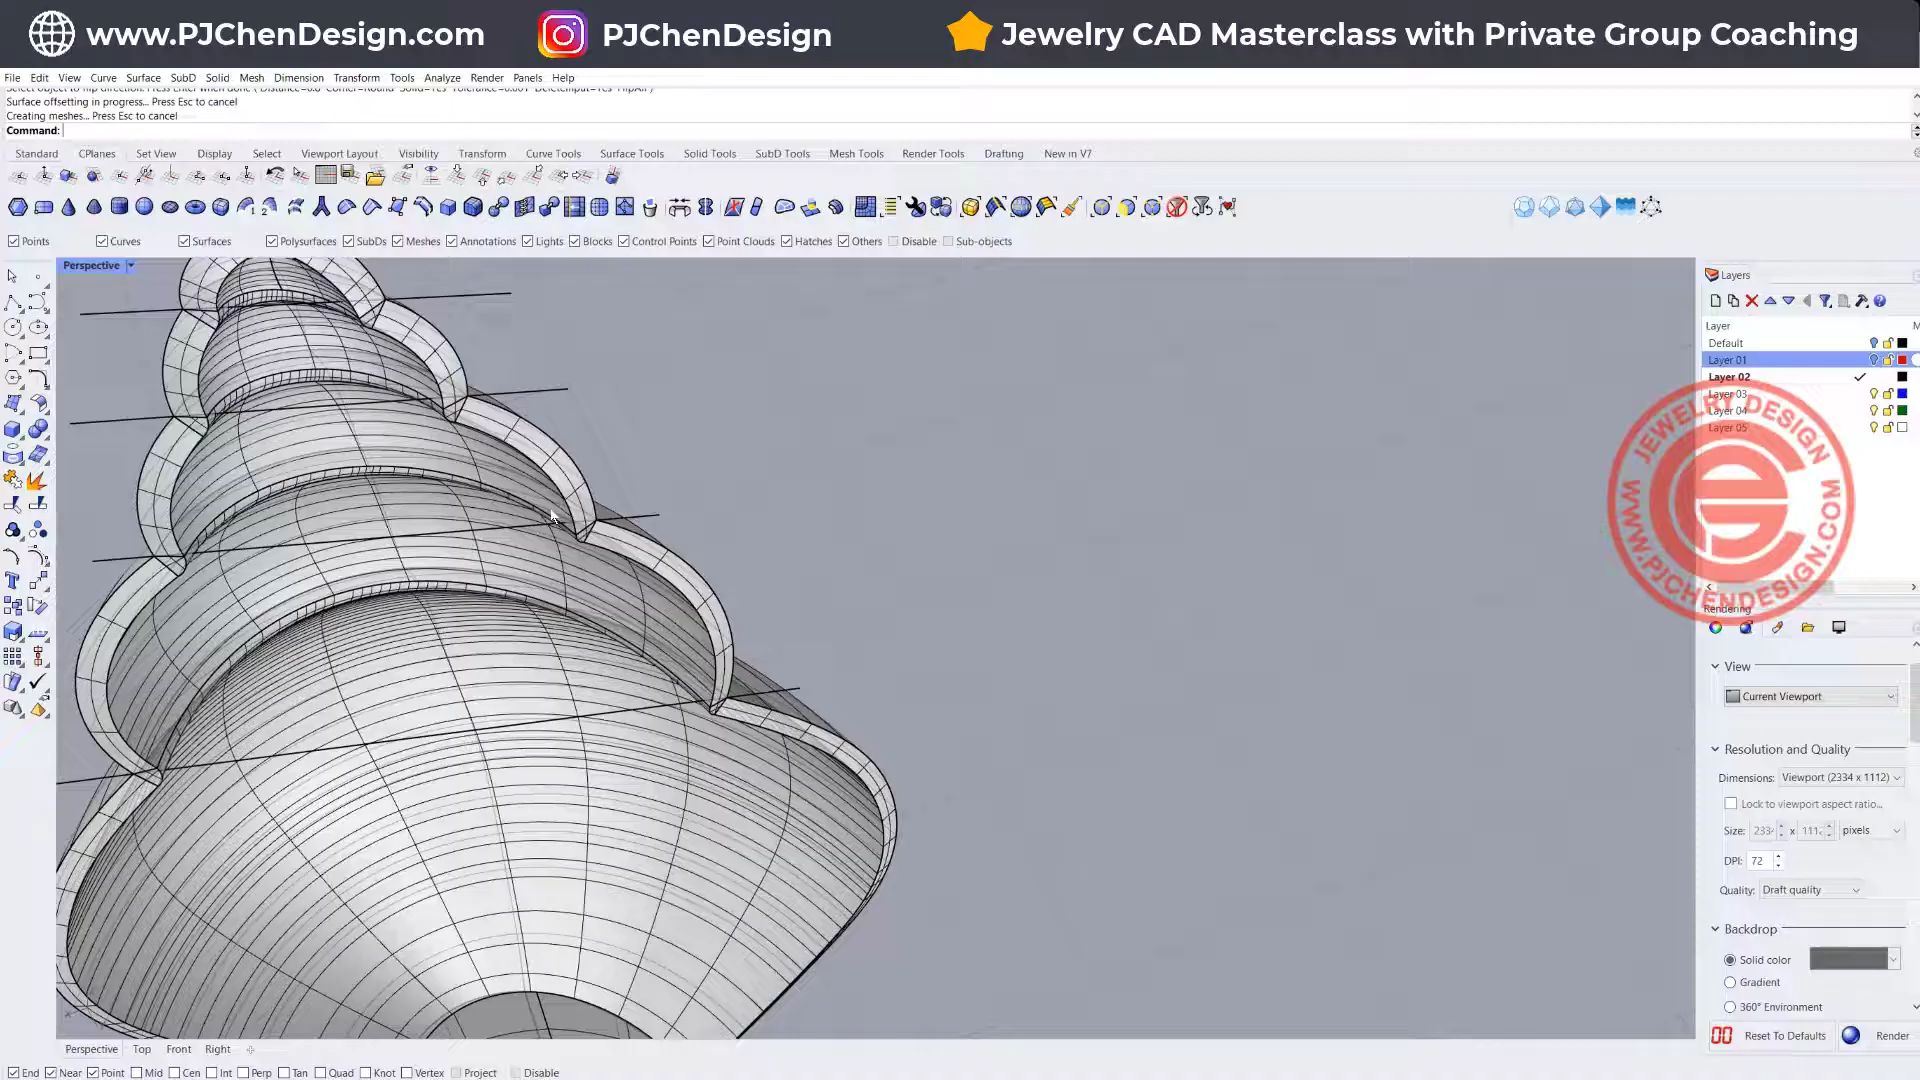 www.PJChenDesign.com PJChenDesign Jewelry CAD Masterclass with Private Group Coaching
File Edit View Curve Surface SubD Solid Mesh Dimension Transform Tools Analyze Render Panels Help
Surface offsetting in progress... Press Esc to cancel
Creating meshes... Press Esc to cancel
Command:
Standard CPlanes Set View Display Select Viewport Layout Visibility Transform Curve Tools Surface Tools Solid Tools SubD Tools Mesh Tools Render Tools Drafting New in V7
Points Curves Surfaces Polysurfaces SubDs Meshes Annotations Lights Blocks Control Points Point Clouds Hatches Others Disable Sub-objects
Perspective
Layers
Layer M
Default
Layer 01
Layer 02
Layer 03
Layer 04
Layer 05
JEWELRY DESIGN
WWW.PJCHENDESIGN.COM
Rendering
View
Current Viewport
Resolution and Quality
Dimensions: Viewport (2334 x 1112)
Lock to viewport aspect ratio...
Size: 233 x 111 pixels
DPI: 72
Quality: Draft quality
Backdrop
Solid color
Gradient
360° Environment
Reset To Defaults Render
Perspective Top Front Right
End Near Point Mid Cen Int Perp Tan Quad Knot Vertex Project Disable